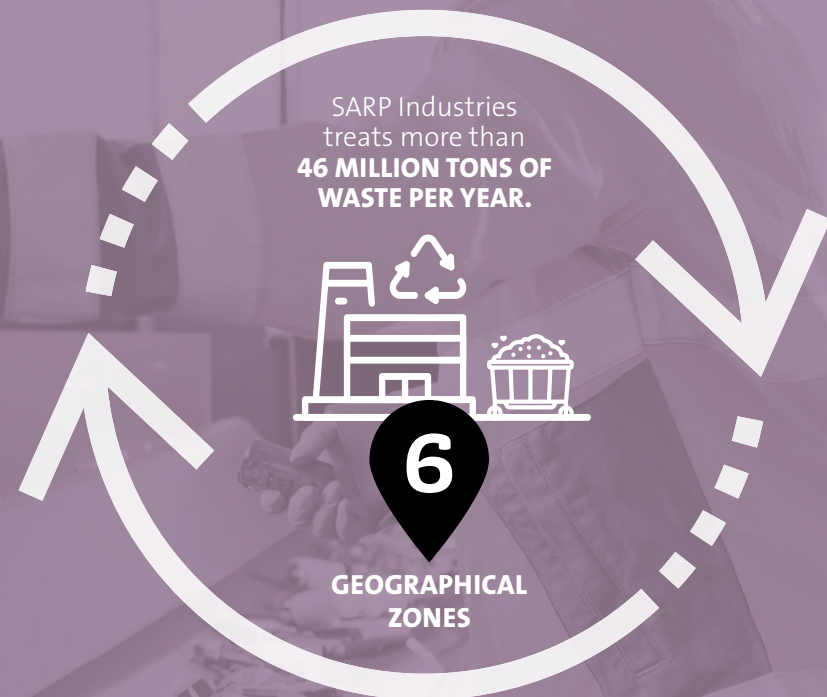 SARP Industries
treats more than
46 MILLION TONS OF
WASTE PER YEAR.
6
GEOGRAPHICAL
ZONES